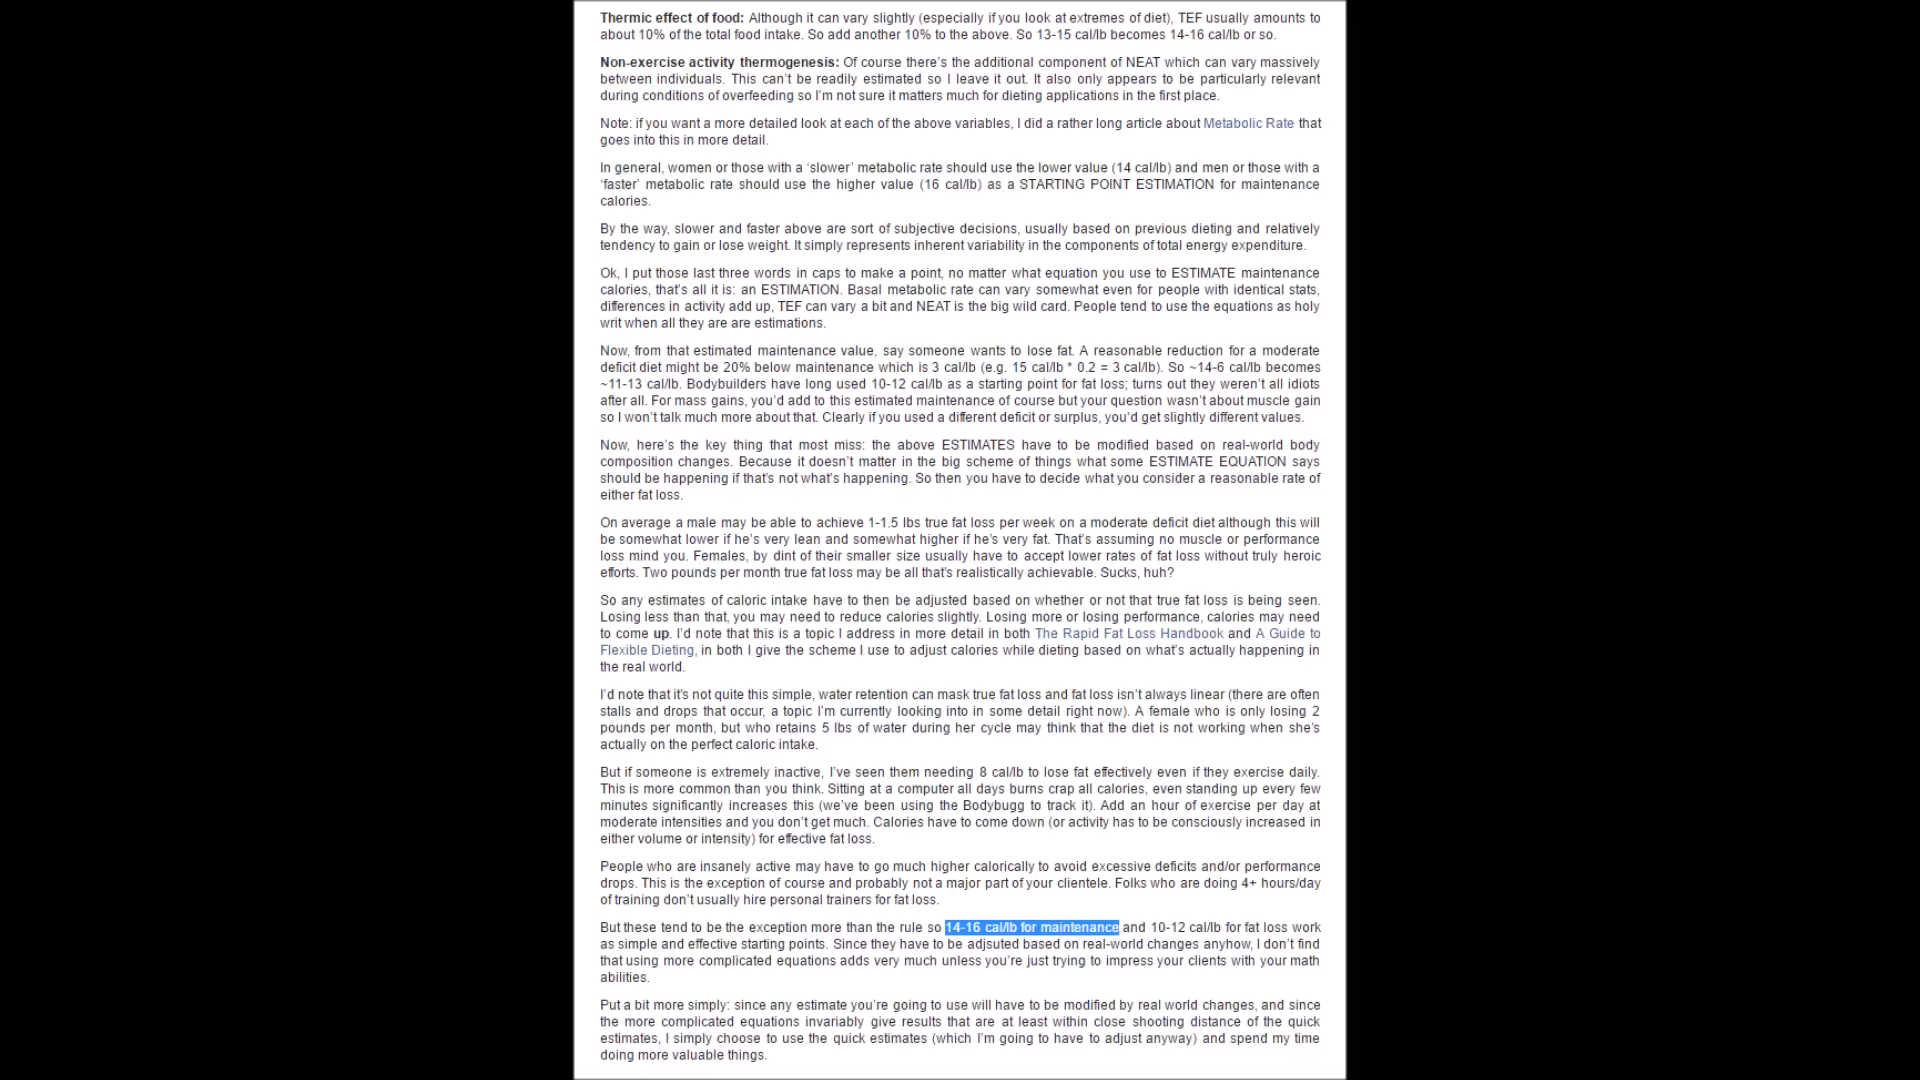 Thermic effect of food: Although it can vary slightly (especially if you look at extremes of diet), TEF usually amounts to
about 10% of the total food intake. So add another 10% to the above. So 13-15 cal/lb becomes 14-16 cal/lb or so.
Non-exercise activity thermogenesis: Of course there's the additional component of NEAT which can vary massively
between individuals. This can't be readily estimated so I leave it out. It also only appears to be particularly relevant
during conditions of overfeeding so I'm not sure it matters much for dieting applications in the first place.
Note: if you want a more detailed look at each of the above variables, I did a rather long article about Metabolic Rate that
goes into this in more detail.
In general, women or those with a ‘slower’ metabolic rate should use the lower value (14 cal/lb) and men or those with a
‘faster’ metabolic rate should use the higher value (16 cal/lb) as a STARTING POINT ESTIMATION for maintenance
calories.
By the way, slower and faster above are sort of subjective decisions, usually based on previous dieting and relatively
tendency to gain or lose weight. It simply represents inherent variability in the components of total energy expenditure.
Ok, I put those last three words in caps to make a point, no matter what equation you use to ESTIMATE maintenance
calories, that's all it is: an ESTIMATION. Basal metabolic rate can vary somewhat even for people with identical stats,
differences in activity add up, TEF can vary a bit and NEAT is the big wild card. People tend to use the equations as holy
writ when all they are are estimations.
Now, from that estimated maintenance value, say someone wants to lose fat. A reasonable reduction for a moderate
deficit diet might be 20% below maintenance which is 3 cal/lb (e.g. 15 cal/lb * 0.2 = 3 cal/lb). So ~14-6 cal/lb becomes
~11-13 cal/lb. Bodybuilders have long used 10-12 cal/lb as a starting point for fat loss; turns out they weren't all idiots
after all. For mass gains, you'd add to this estimated maintenance of course but your question wasn't about muscle gain
so I won't talk much more about that. Clearly if you used a different deficit or surplus, you'd get slightly different values.
Now, here's the key thing that most miss: the above ESTIMATES have to be modified based on real-world body
composition changes. Because it doesn't matter in the big scheme of things what some ESTIMATE EQUATION says
should be happening if that's not what's happening. So then you have to decide what you consider a reasonable rate of
either fat loss.
On average a male may be able to achieve 1-1.5 lbs true fat loss per week on a moderate deficit diet although this will
be somewhat lower if he's very lean and somewhat higher if he's very fat. That's assuming no muscle or performance
loss mind you. Females, by dint of their smaller size usually have to accept lower rates of fat loss without truly heroic
efforts. Two pounds per month true fat loss may be all that's realistically achievable. Sucks, huh?
So any estimates of caloric intake have to then be adjusted based on whether or not that true fat loss is being seen.
Losing less than that, you may need to reduce calories slightly. Losing more or losing performance, calories may need
to come up. I'd note that this is a topic I address in more detail in both The Rapid Fat Loss Handbook and A Guide to
Flexible Dieting, in both I give the scheme I use to adjust calories while dieting based on what's actually happening in
the real world.
I'd note that it's not quite this simple, water retention can mask true fat loss and fat loss isn't always linear (there are often
stalls and drops that occur, a topic I'm currently looking into in some detail right now). A female who is only losing 2
pounds per month, but who retains 5 lbs of water during her cycle may think that the diet is not working when she's
actually on the perfect caloric intake.
But if someone is extremely inactive, I've seen them needing 8 cal/lb to lose fat effectively even if they exercise daily.
This is more common than you think. Sitting at a computer all days burns crap all calories, even standing up every few
minutes significantly increases this (we've been using the Bodybugg to track it). Add an hour of exercise per day at
moderate intensities and you don't get much. Calories have to come down (or activity has to be consciously increased in
either volume or intensity) for effective fat loss.
People who are insanely active may have to go much higher calorically to avoid excessive deficits and/or performance
drops. This is the exception of course and probably not a major part of your clientele. Folks who are doing 4+ hours/day
of training don't usually hire personal trainers for fat loss.
But these tend to be the exception more than the rule so 14-16 cal/lb for maintenance and 10-12 cal/lb for fat loss work
as simple and effective starting points. Since they have to be adjsuted based on real-world changes anyhow, I don't find
that using more complicated equations adds very much unless you're just trying to impress your clients with your math
abilities.
Put a bit more simply: since any estimate you're going to use will have to be modified by real world changes, and since
the more complicated equations invariably give results that are at least within close shooting distance of the quick
estimates, I simply choose to use the quick estimates (which I'm going to have to adjust anyway) and spend my time
doing more valuable things.